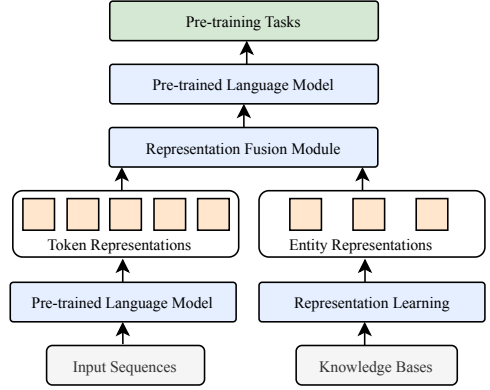 Pre-training Tasks
Pre-trained Language Model
Representation Fusion Module
Token Representations
Entity Representations
Pre-trained Language Model
Representation Learning
Input Sequences
Knowledge Bases